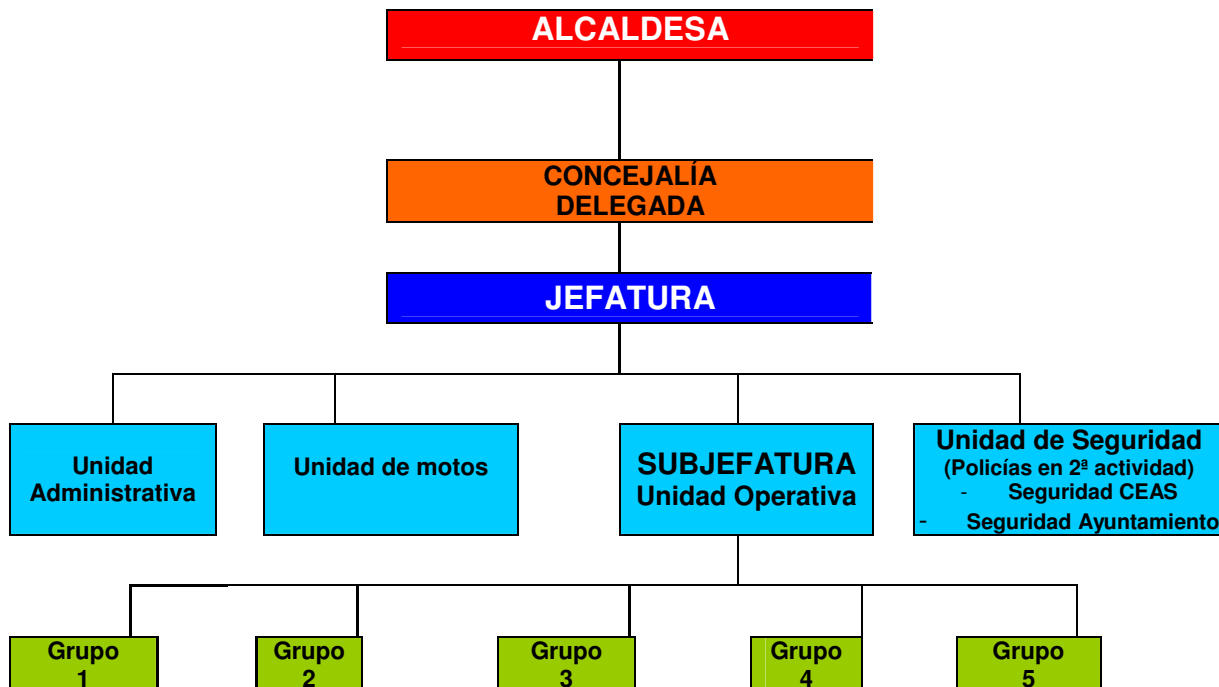 ALCALDESA
CONCEJALÍA
DELEGADA
JEFATURA
Unidad
Administrativa
Unidad de motos
SUBJEFATURA
Unidad Operativa
Unidad de Seguridad
(Policías en 2ª actividad)
- Seguridad CEAS
- Seguridad Ayuntamiento
Grupo
1
Grupo
2
Grupo
3
Grupo
4
Grupo
5